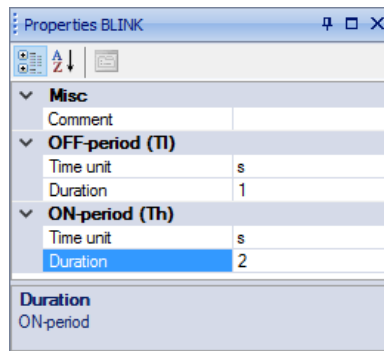 Properties BLINK
Misc
Comment
OFF-period (Tl)
Time unit s
Duration 1
ON-period (Th)
Time unit s
Duration 2
Duration
ON-period